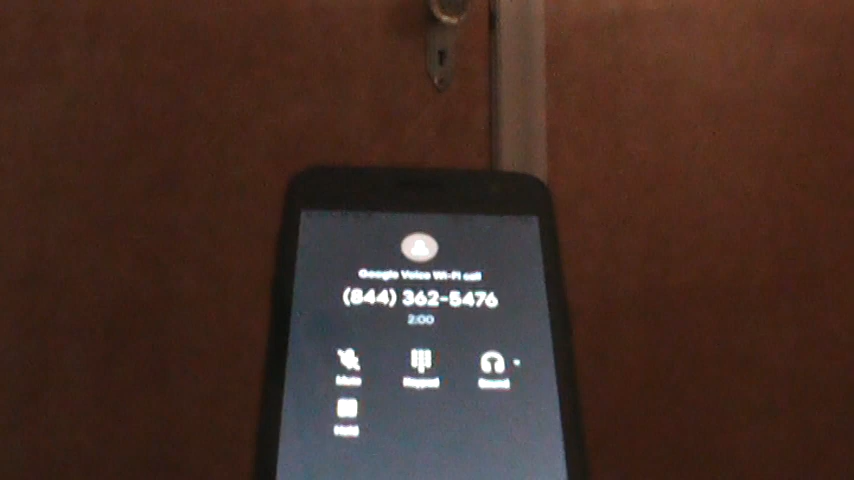 Google Voice Wi-Fi call
(844) 362-5476
2:00
Mute Keypad Sound
Hold